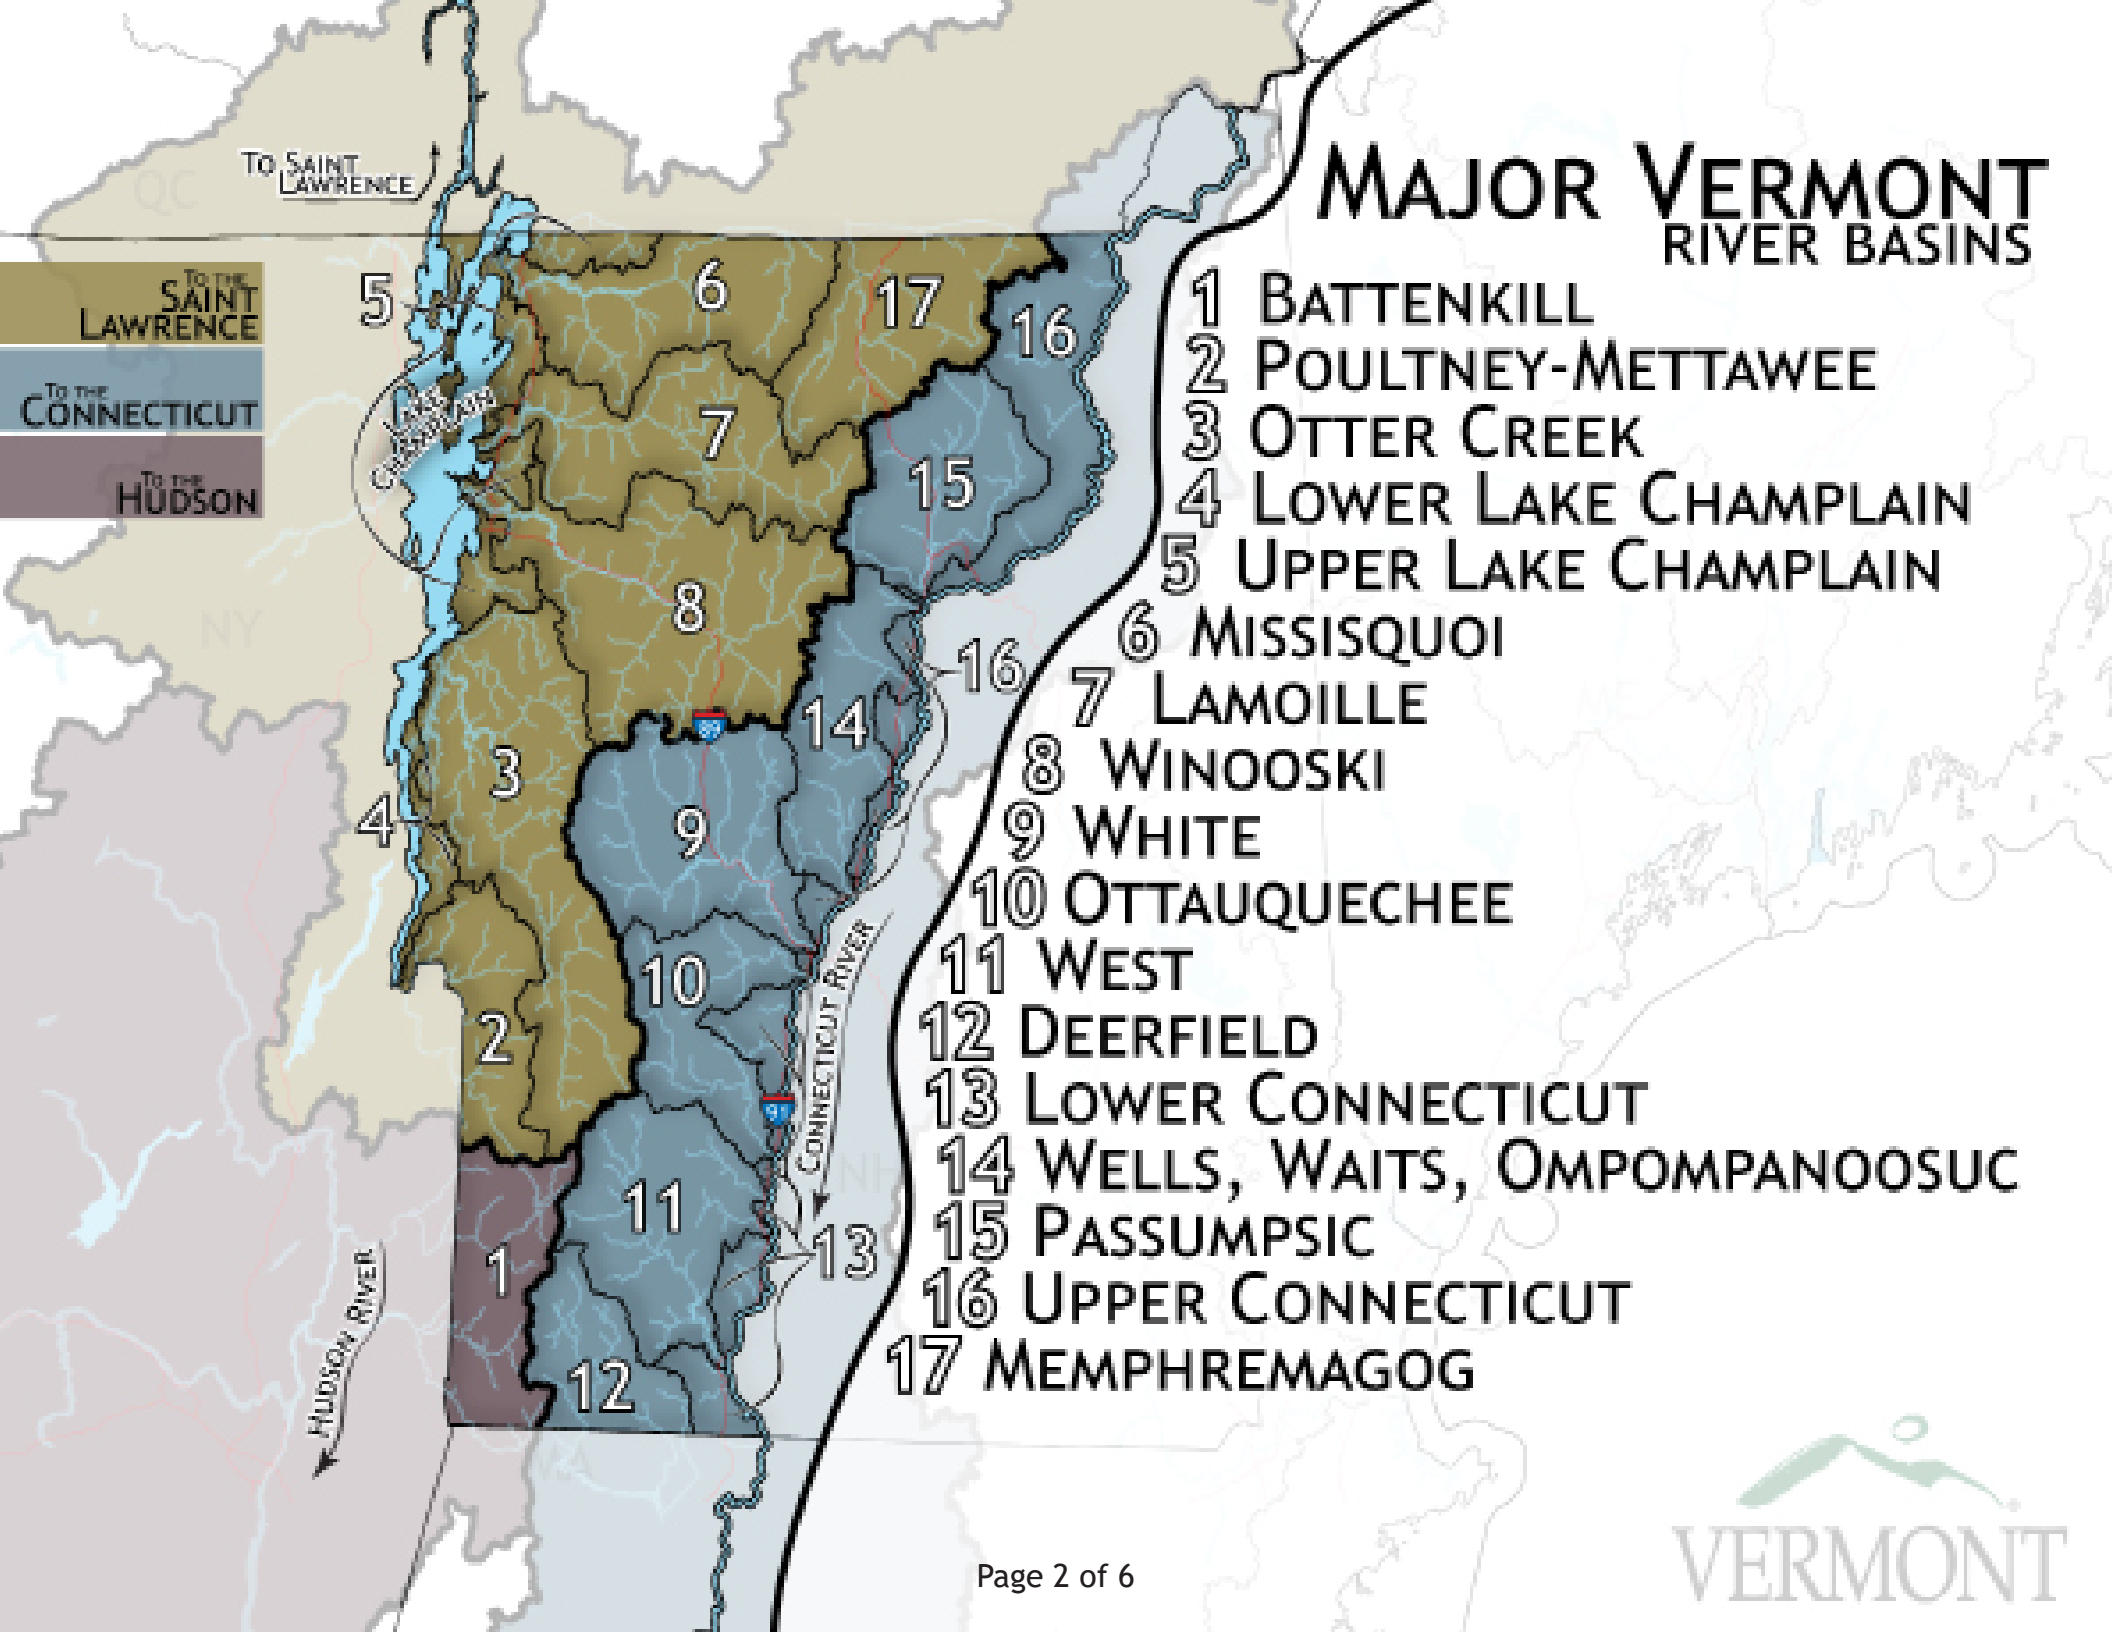 MAJOR VERMONT
RIVER BASINS
1 BATTENKILL
2 POULTNEY-METTAWEE
3 OTTER CREEK
4 LOWER LAKE CHAMPLAIN
5 UPPER LAKE CHAMPLAIN
6 MISSISQUOI
7 LAMOILLE
8 WINOOSKI
9 WHITE
10 OTTAUQUECHEE
11 WEST
12 DEERFIELD
13 LOWER CONNECTICUT
14 WELLS, WAITS, OMPOMPANOOSUC
15 PASSUMPSIC
16 UPPER CONNECTICUT
17 MEMPHREMAGOG
TO SAINT
LAWRENCE
QC
TO THE
SAINT
LAWRENCE
TO THE
CONNECTICUT
TO THE
HUDSON
5
6
17
16
LAKE
CHAMPLAIN
7
15
NY
8
16
14
89
3
4
9
10
2
CONNECTICUT RIVER
91
NH
11
1
13
12
HUDSON RIVER
MA
VERMONT
Page 2 of 6